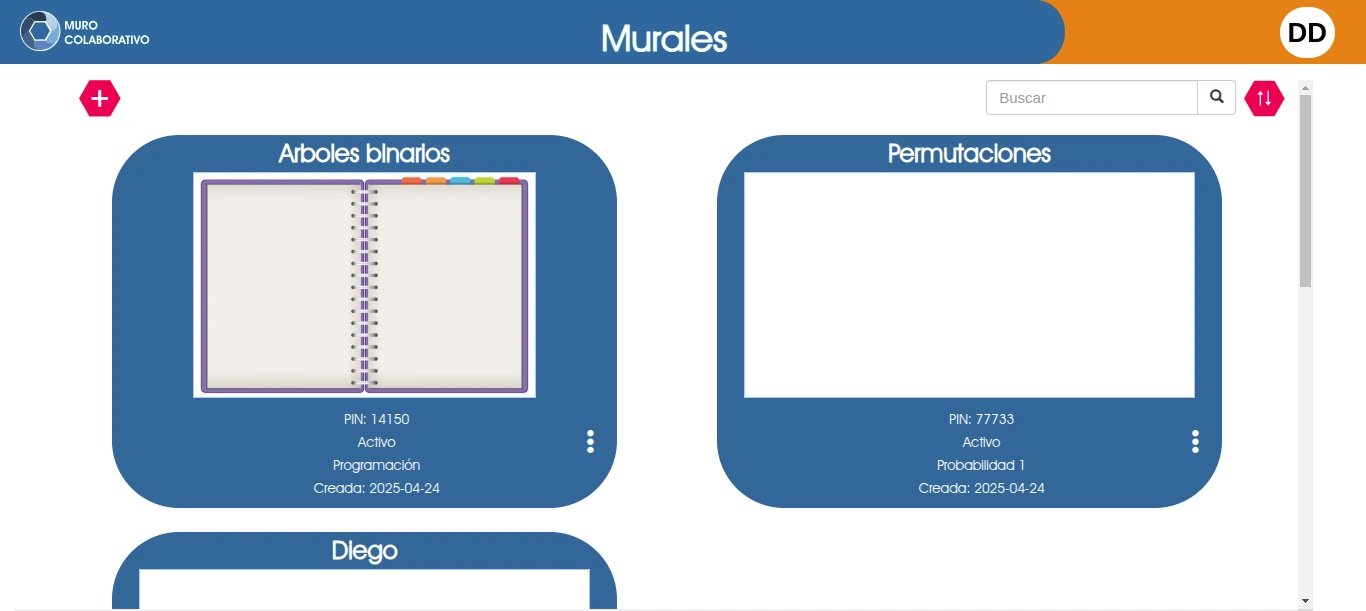 MURO
COLABORATIVO
Murales
DD
Buscar
Arboles binarios
PIN: 14150
Activo
Programación
Creada: 2025-04-24
Permutaciones
PIN: 77733
Activo
Probabilidad 1
Creada: 2025-04-24
Diego